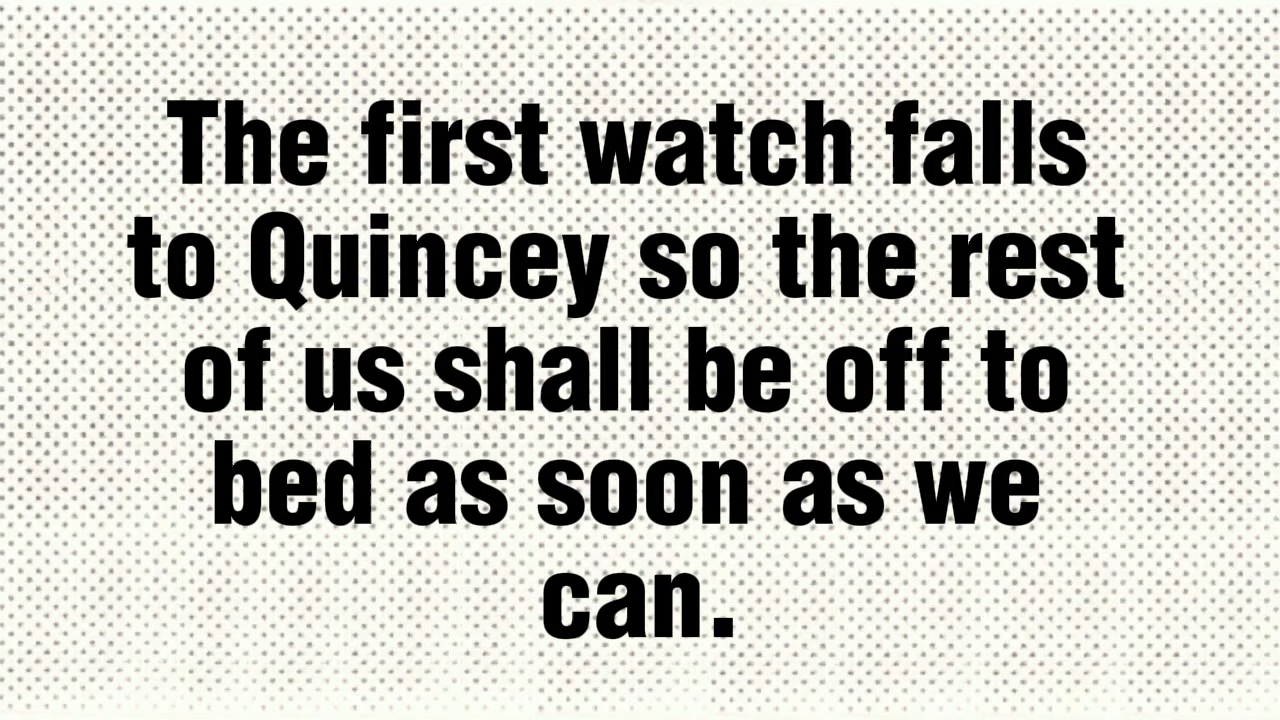 The first watch falls
to Quincey so the rest
of us shall be off to
bed as soon as we
can.